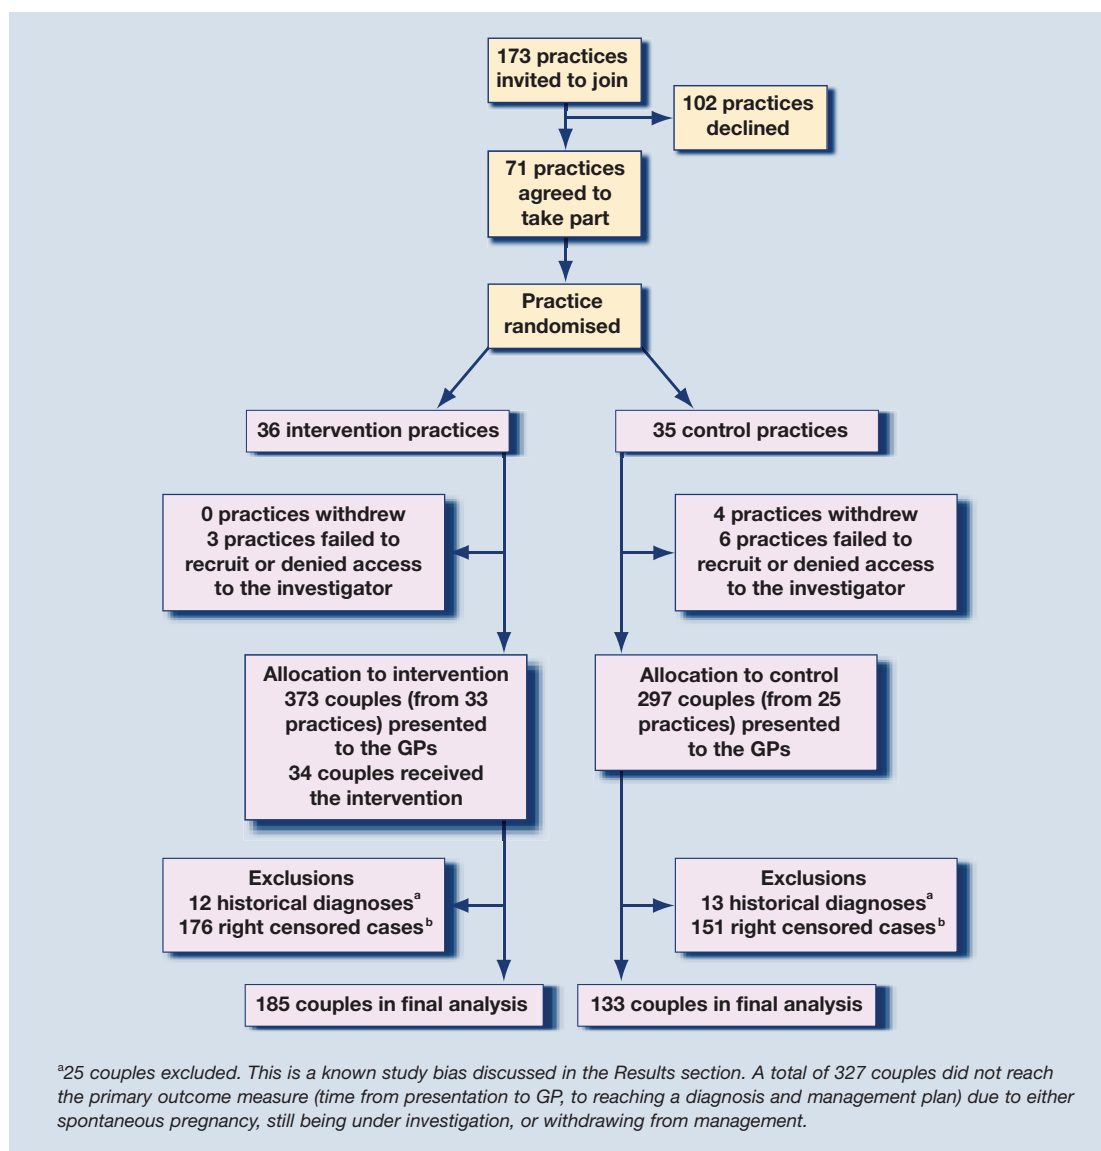 173 practices
invited to join
102 practices
declined
71 practices
agreed to
take part
Practice
randomised
36 intervention practices
35 control practices
0 practices withdrew
3 practices failed to
recruit or denied access
to the investigator
4 practices withdrew
6 practices failed to
recruit or denied access
to the investigator
Allocation to intervention
373 couples (from 33
practices) presented
to the GPs
34 couples received
the intervention
Allocation to control
297 couples (from 25
practices) presented
to the GPs
Exclusions
12 historical diagnosesᵃ
176 right censored casesᵇ
Exclusions
13 historical diagnosesᵃ
151 right censored casesᵇ
185 couples in final analysis
133 couples in final analysis
ᵃ25 couples excluded. This is a known study bias discussed in the Results section. A total of 327 couples did not reach
the primary outcome measure (time from presentation to GP, to reaching a diagnosis and management plan) due to either
spontaneous pregnancy, still being under investigation, or withdrawing from management.